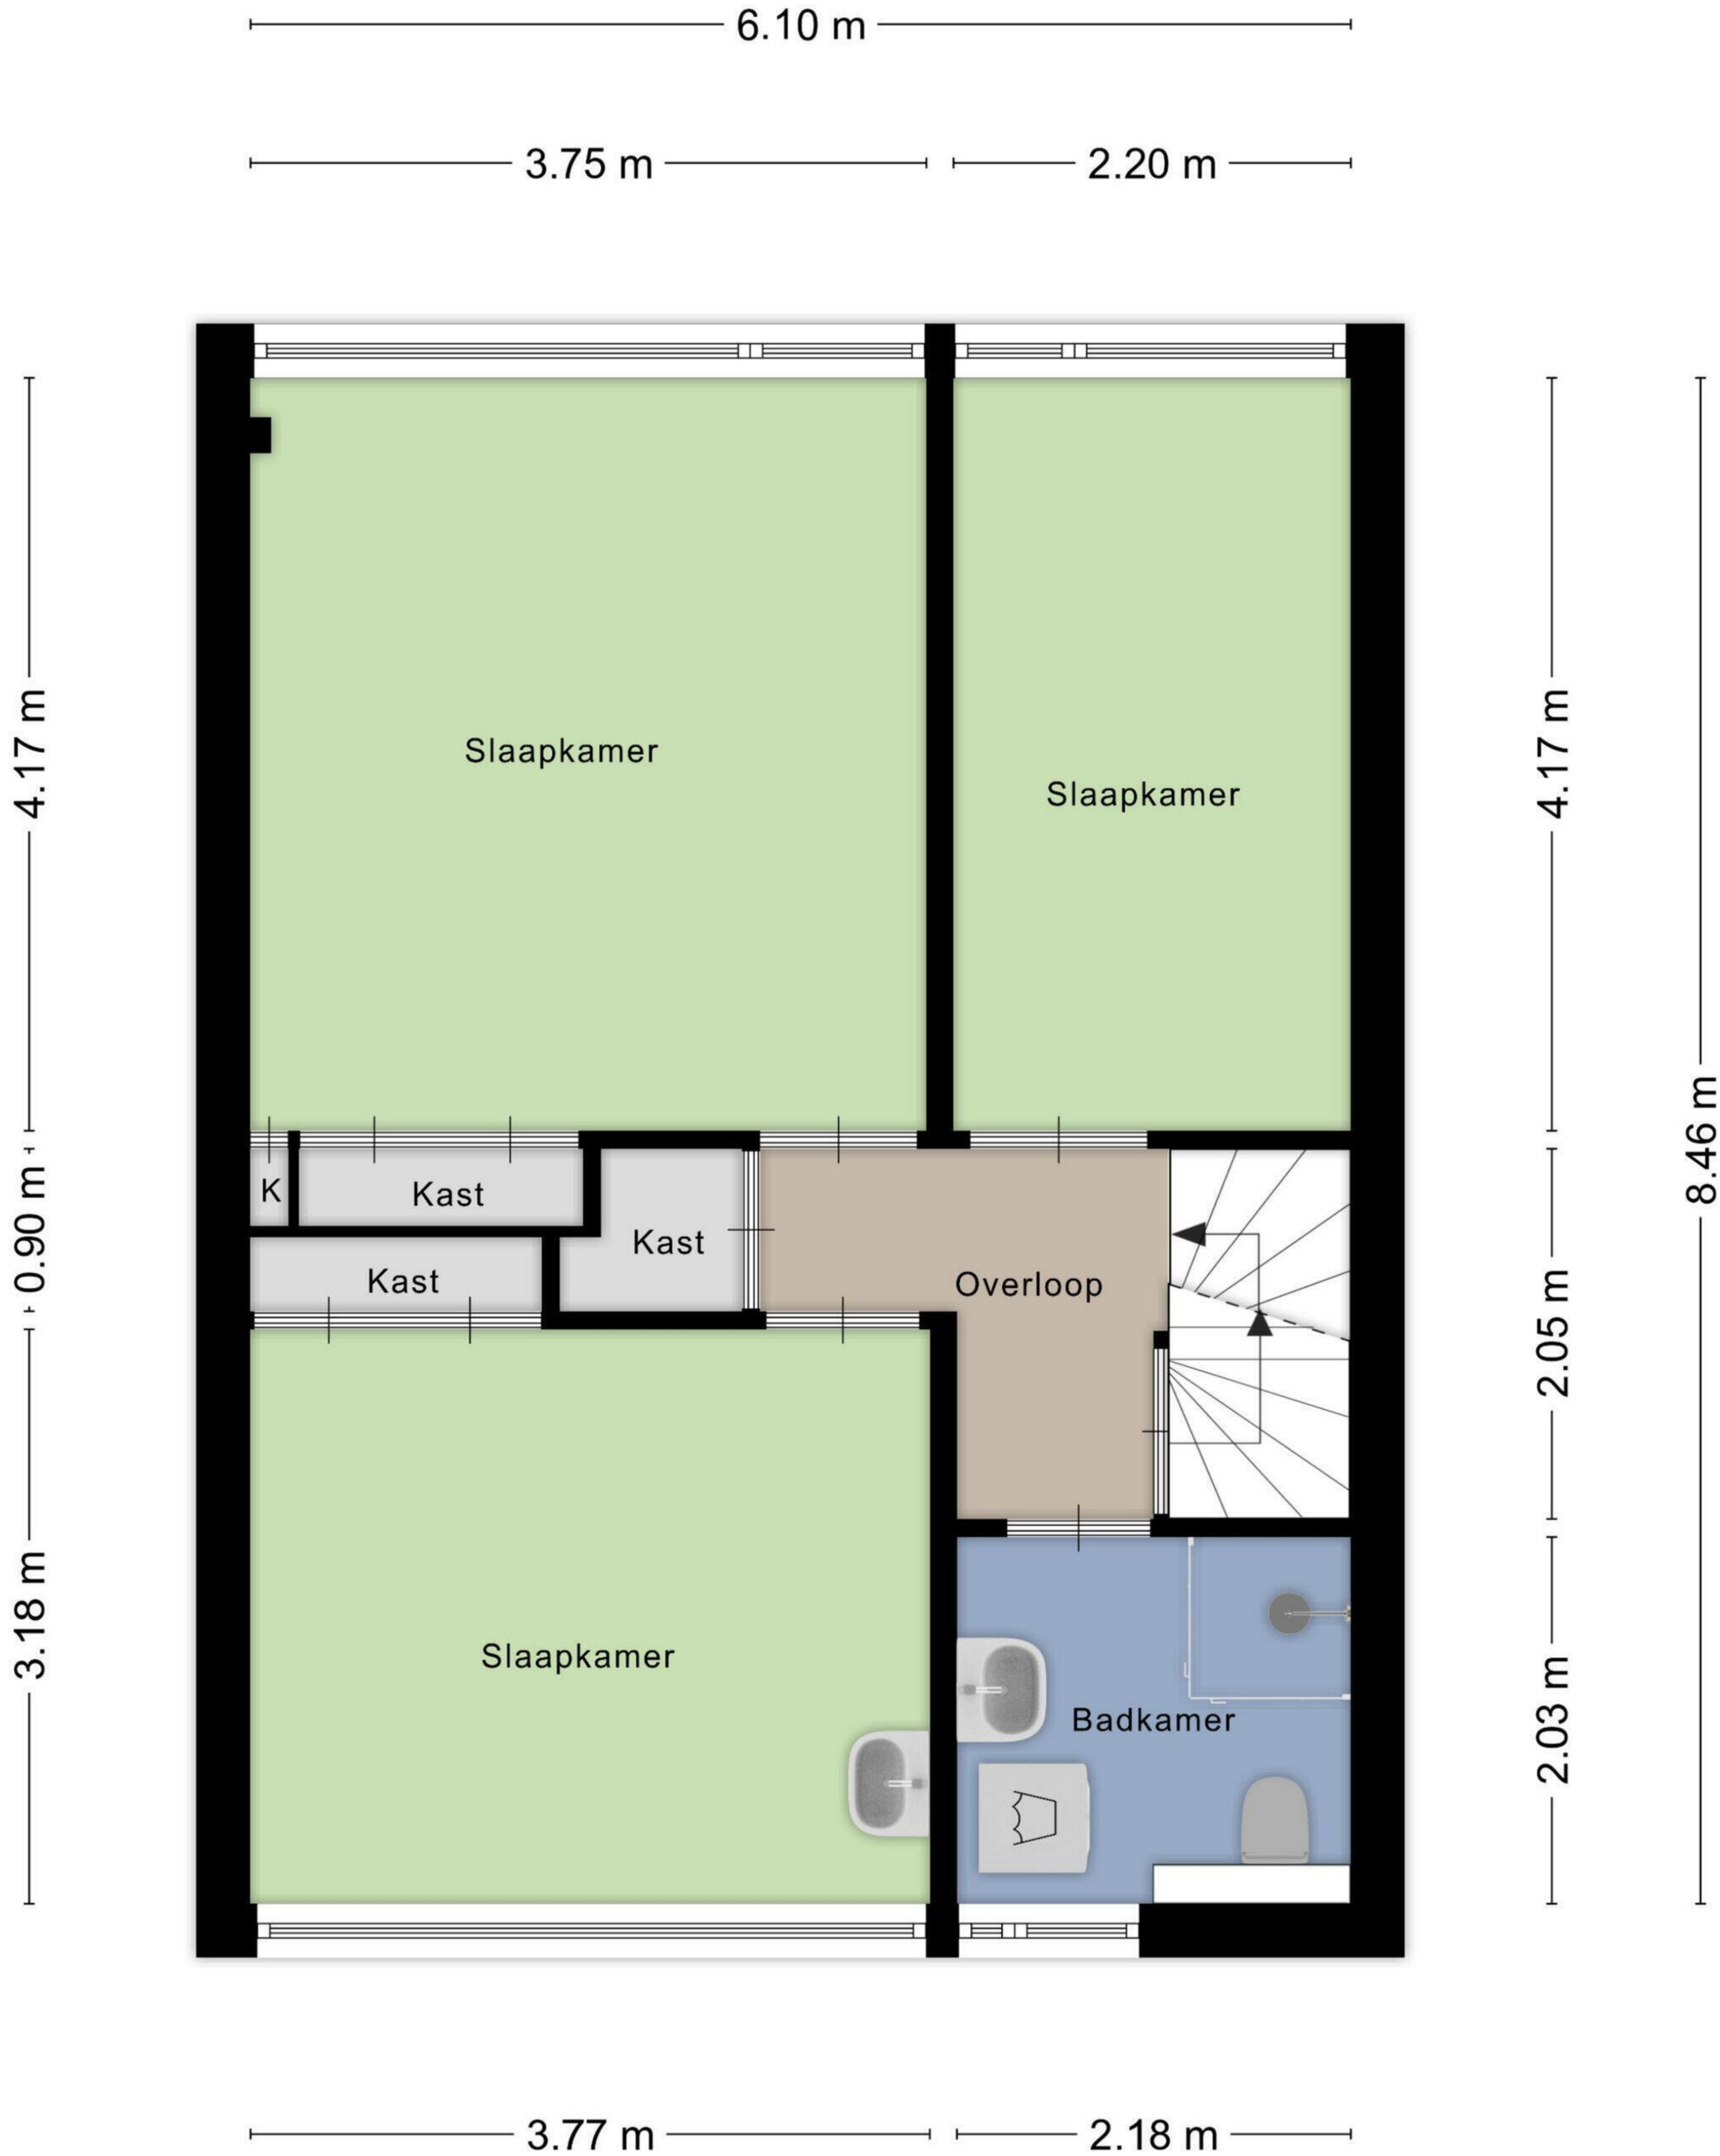 6.10 m
3.75 m
2.20 m
4.17 m
4.17 m
Slaapkamer
Slaapkamer
8.46 m
0.90 m
K
Kast
Kast
Kast
Overloop
2.05 m
3.18 m
Slaapkamer
Badkamer
2.03 m
3.77 m
2.18 m